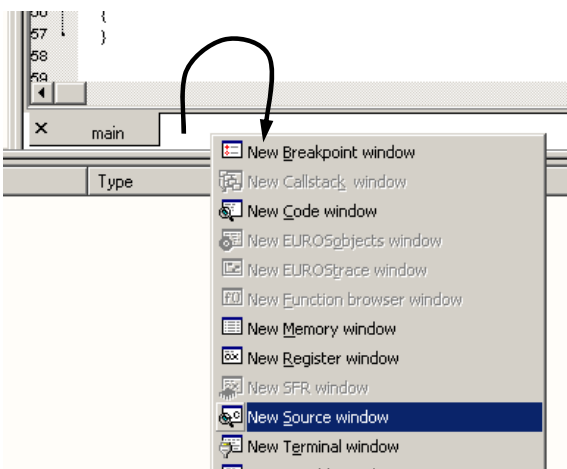 56 {
57 }
58
59
main
Type
New Breakpoint window
New Callstack window
New Code window
New EUROSobjects window
New EUROStrace window
New Function browser window
New Memory window
New Register window
New SFR window
New Source window
New Terminal window